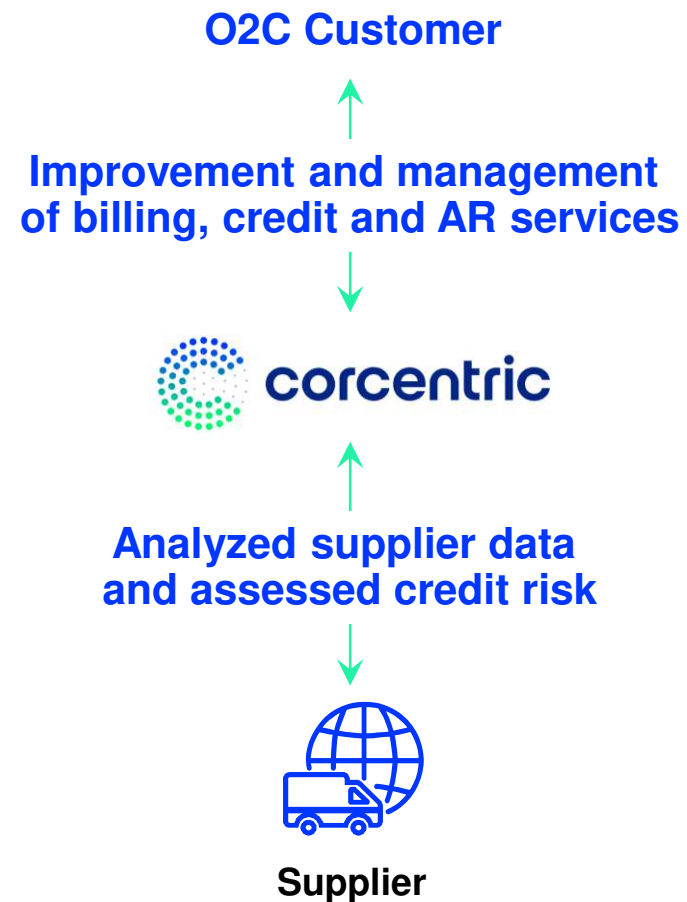 O2C Customer
Improvement and management
of billing, credit and AR services
corcentric
Analyzed supplier data
and assessed credit risk
Supplier